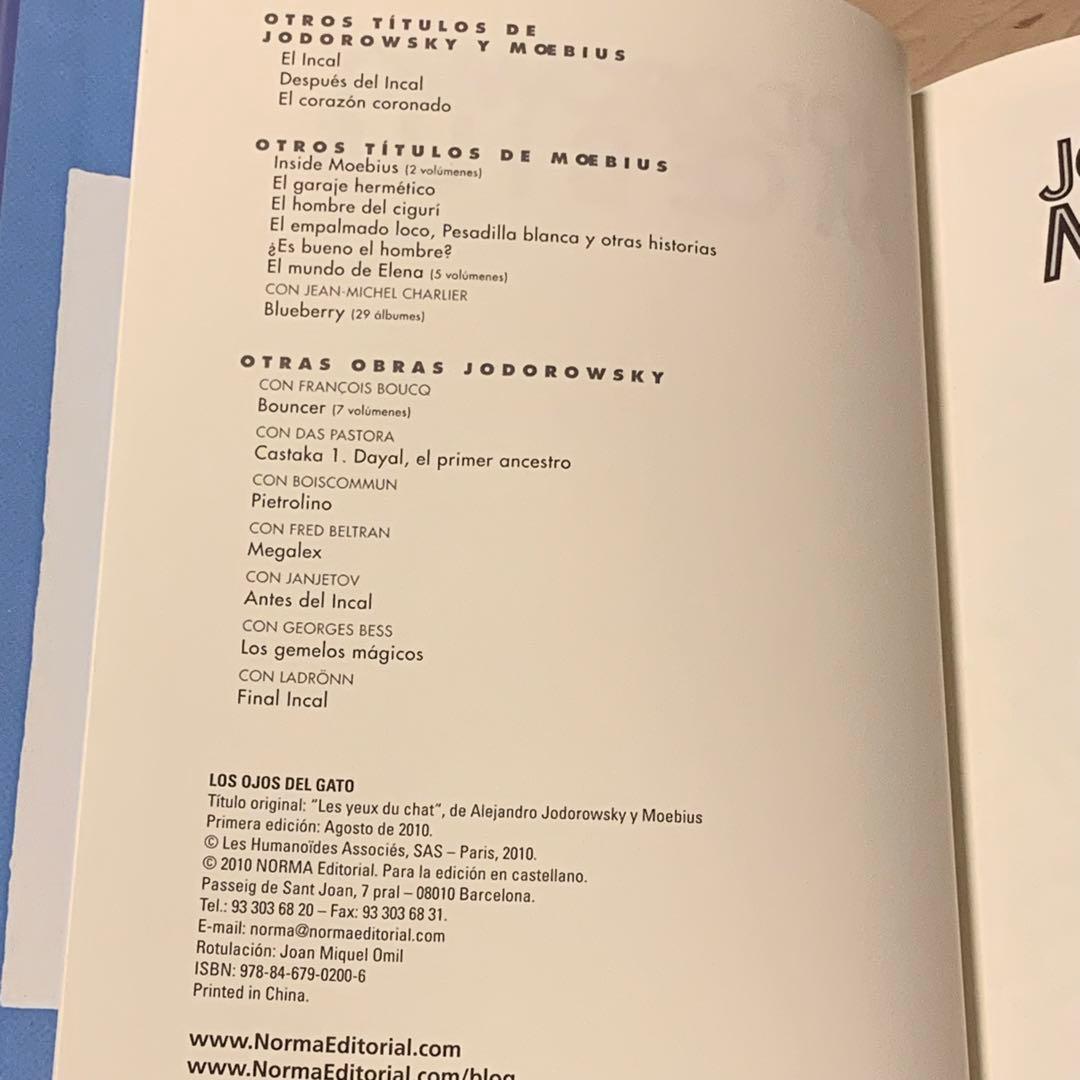 OTROS TÍTULOS DE
JODOROWSKY Y MŒBIUS
El Incal
Después del Incal
El corazón coronado
OTROS TÍTULOS DE MŒBIUS
Inside Moebius (2 volúmenes)
El garaje hermético
El hombre del cigurí
El empalmado loco, Pesadilla blanca y otras historias
¿Es bueno el hombre?
El mundo de Elena (5 volúmenes)
CON JEAN-MICHEL CHARLIER
Blueberry (29 álbumes)
OTRAS OBRAS JODOROWSKY
CON FRANÇOIS BOUCQ
Bouncer (7 volúmenes)
CON DAS PASTORA
Castaka 1. Dayal, el primer ancestro
CON BOISCOMMUN
Pietrolino
CON FRED BELTRAN
Megalex
CON JANJETOV
Antes del Incal
CON GEORGES BESS
Los gemelos mágicos
CON LADRÖNN
Final Incal
LOS OJOS DEL GATO
Título original: "Les yeux du chat", de Alejandro Jodorowsky y Moebius
Primera edición: Agosto de 2010.
© Les Humanoïdes Associés, SAS – Paris, 2010.
© 2010 NORMA Editorial. Para la edición en castellano.
Passeig de Sant Joan, 7 pral – 08010 Barcelona.
Tel.: 93 303 68 20 – Fax: 93 303 68 31.
E-mail: norma@normaeditorial.com
Rotulación: Joan Miquel Omil
ISBN: 978-84-679-0200-6
Printed in China.
www.NormaEditorial.com
www.NormaEditorial.com/blog